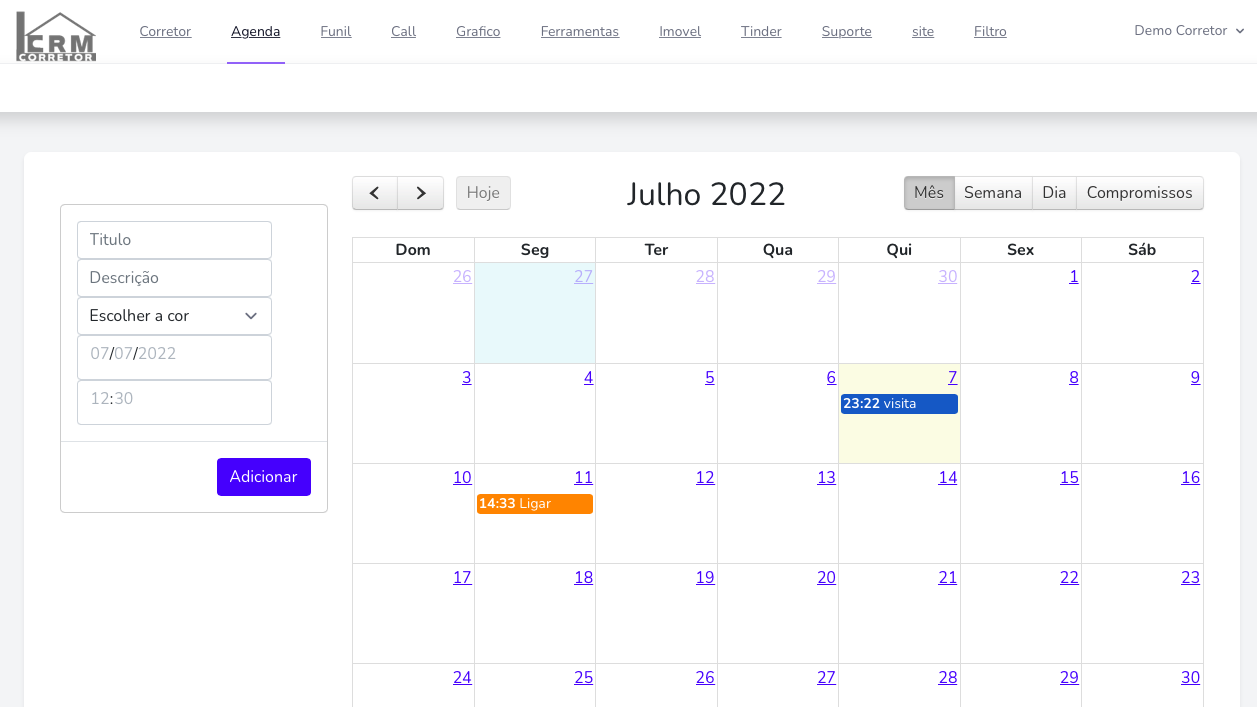 CRM
CORRETOR
Corretor Agenda Funil Call Grafico Ferramentas Imovel Tinder Suporte site Filtro Demo Corretor
Titulo
Descrição
Escolher a cor
07/07/2022
12:30
Adicionar
Hoje Julho 2022 Mês Semana Dia Compromissos
Dom Seg Ter Qua Qui Sex Sáb
26 27 28 29 30 1 2
3 4 5 6 7 8 9
23:22 visita
10 11 12 13 14 15 16
14:33 Ligar
17 18 19 20 21 22 23
24 25 26 27 28 29 30